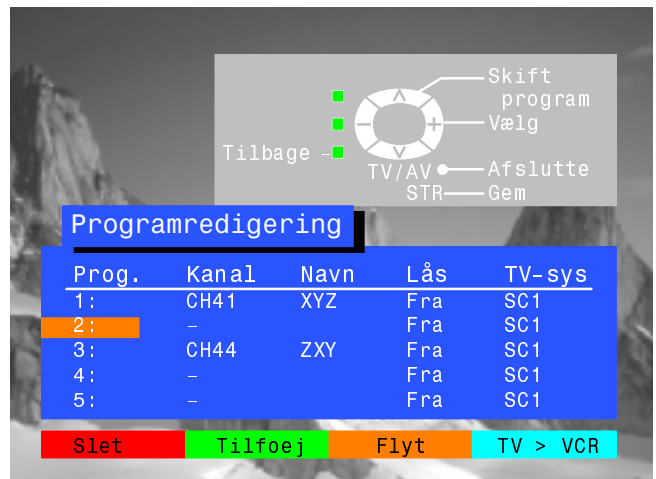 Skift
program
Vælg
Tilbage –
TV/AV Afslutte
STR Gem
Programredigering
Prog. Kanal Navn Lås TV-sys
1: CH41 XYZ Fra SC1
2: – Fra SC1
3: CH44 ZXY Fra SC1
4: – Fra SC1
5: – Fra SC1
Slet Tilfoej Flyt TV > VCR